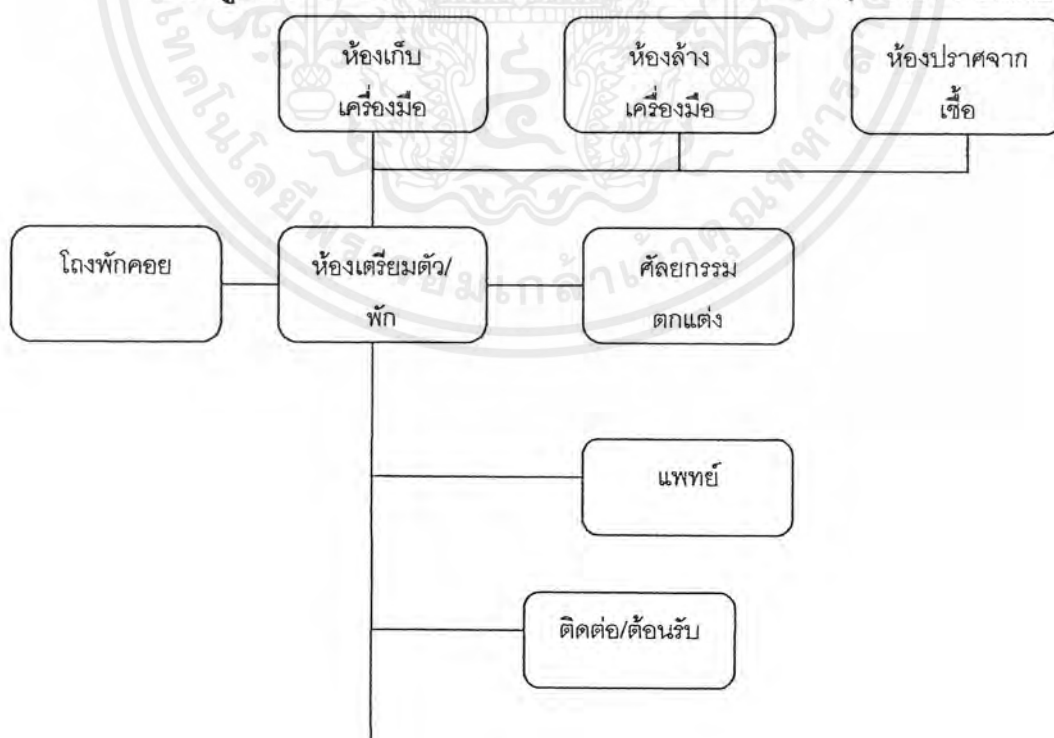 ห้องเก็บ
เครื่องมือ
ห้องล้าง
เครื่องมือ
ห้องปราศจาก
เชื้อ
โถงพักคอย
ห้องเตรียมตัว/
พัก
ศัลยกรรม
ตกแต่ง
แพทย์
ติดต่อ/ต้อนรับ